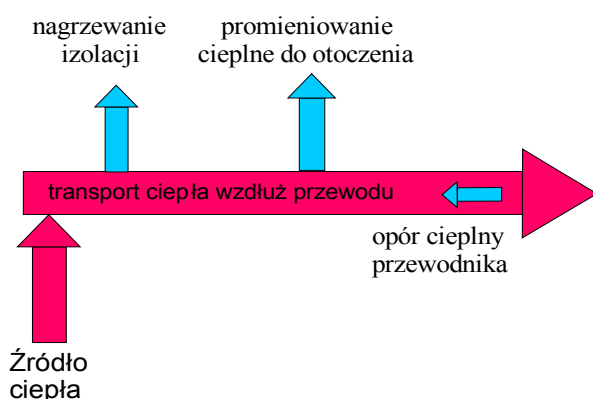 nagrzewanie
izolacji
promieniowanie
cieplne do otoczenia
transport ciepła wzdłuż przewodu
opór cieplny
przewodnika
Źródło
ciepła